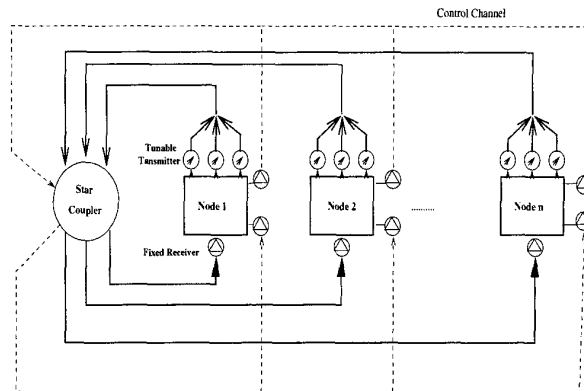 Control Channel
Tunable
Tansmitter
Star
Coupler
Node 1
Node 2
..........
Node n
Fixed Receiver